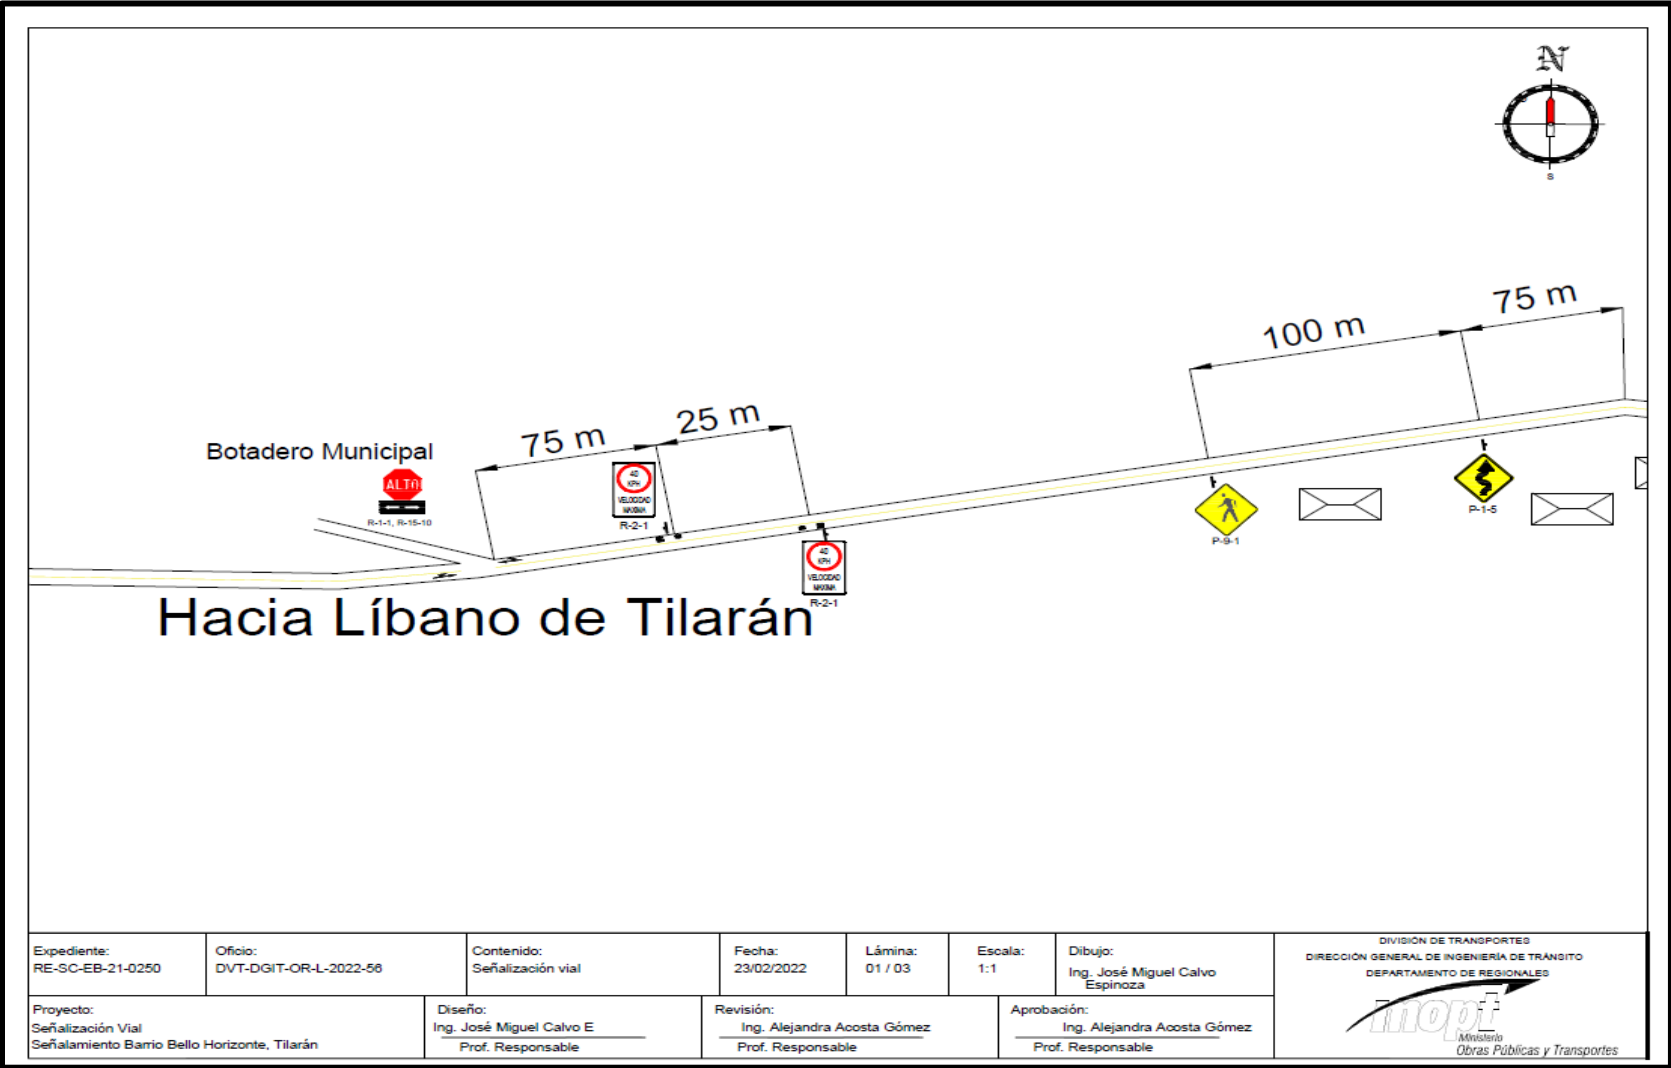 N
S
75 m
100 m
25 m
75 m
Botadero Municipal
ALTO
R-1-1, R-15-10
40
KPH
VELOCIDAD
MAXIMA
R-2-1
40
KPH
VELOCIDAD
MAXIMA
R-2-1
P-9-1
P-1-5
Hacia Líbano de Tilarán
Expediente:
RE-SC-EB-21-0250
Oficio:
DVT-DGIT-OR-L-2022-56
Contenido:
Señalización vial
Fecha:
23/02/2022
Lámina:
01 / 03
Escala:
1:1
Dibujo:
Ing. José Miguel Calvo
Espinoza
Proyecto:
Señalización Vial
Señalamiento Barrio Bello Horizonte, Tilarán
Diseño:
Ing. José Miguel Calvo E
Prof. Responsable
Revisión:
Ing. Alejandra Acosta Gómez
Prof. Responsable
Aprobación:
Ing. Alejandra Acosta Gómez
Prof. Responsable
DIVISIÓN DE TRANSPORTES
DIRECCIÓN GENERAL DE INGENIERÍA DE TRÁNSITO
DEPARTAMENTO DE REGIONALES
mopt
Ministerio
Obras Públicas y Transportes